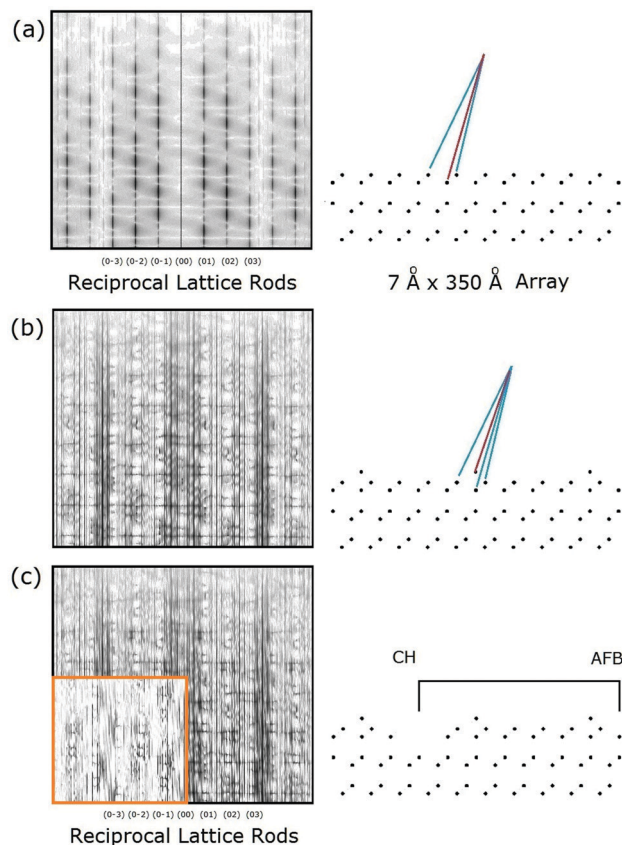 (a)
(0-3) (0-2) (0-1) (00) (01) (02) (03)
Reciprocal Lattice Rods
7 Å x 350 Å Array
(b)
(c)
CH AFB
(0-3) (0-2) (0-1) (00) (01) (02) (03)
Reciprocal Lattice Rods